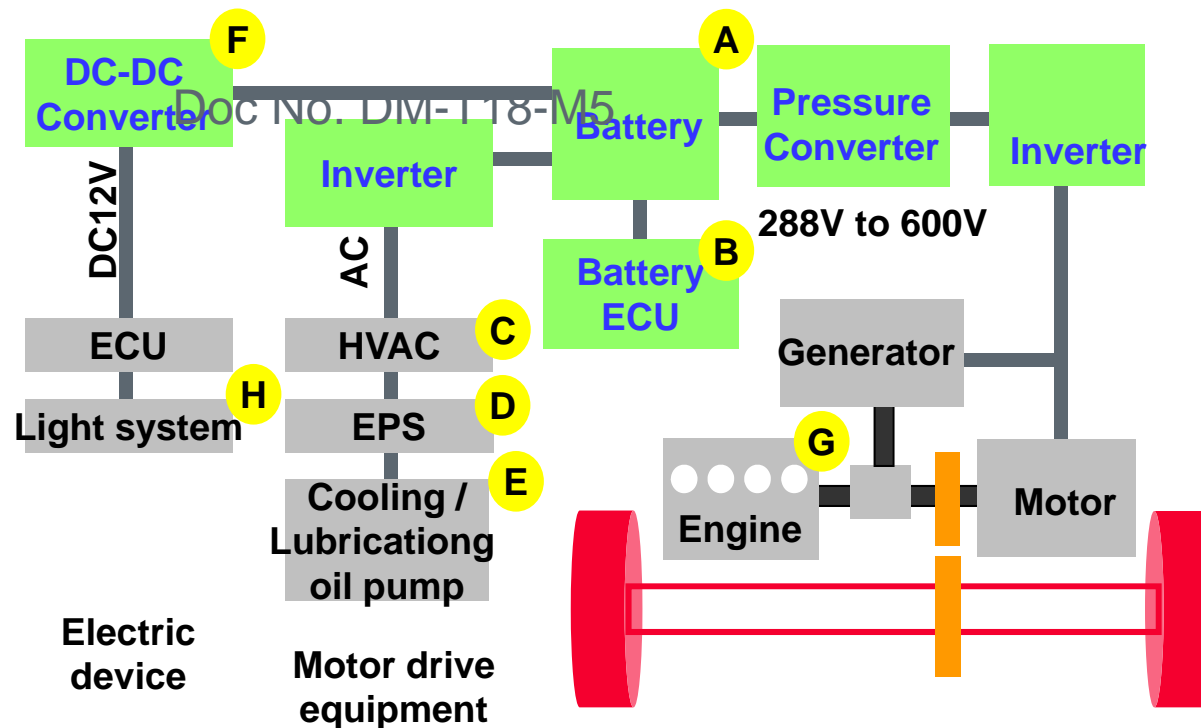 F
A
DC-DC
Converter
Doc No. DM-T18-M5
Battery
Pressure
Converter
Inverter
Inverter
DC12V
AC
288V to 600V
B
Battery
ECU
ECU
HVAC
C
Generator
H
Light system
EPS
D
G
E
Cooling /
Lubricationg
oil pump
Engine
Motor
Electric
device
Motor drive
equipment